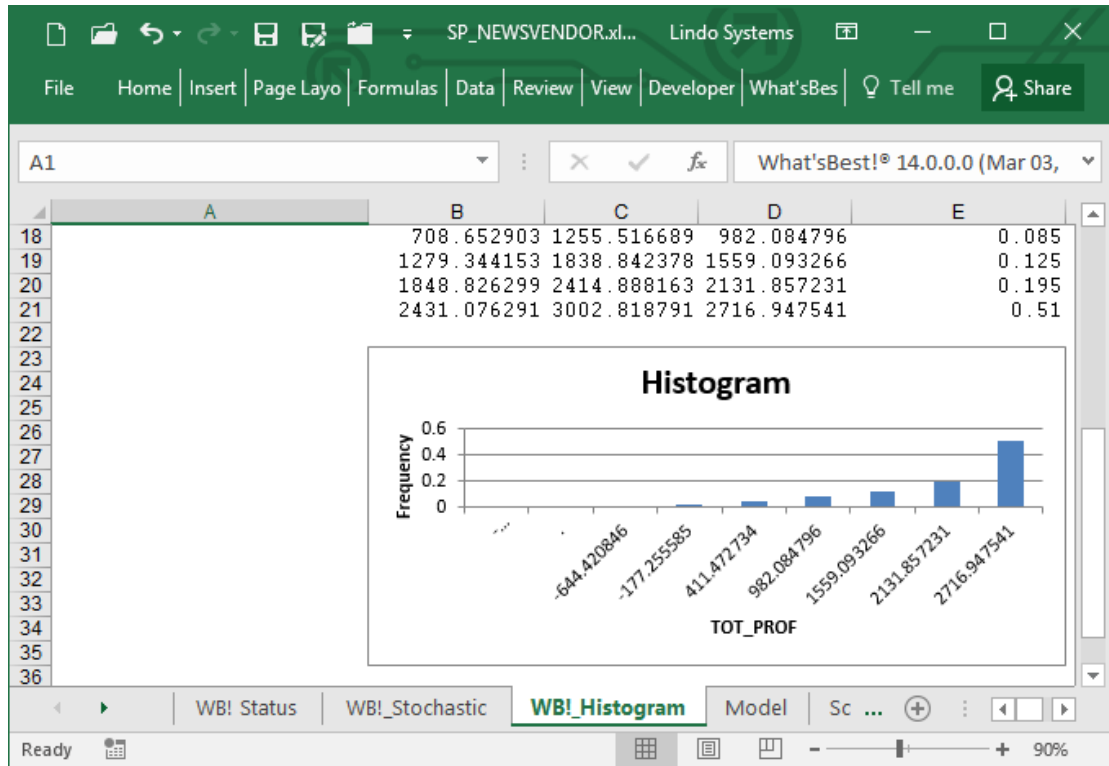 SP_NEWSVENDOR.xl... Lindo Systems
File Home Insert Page Layo Formulas Data Review View Developer What'sBes Tell me Share
A1 fx What'sBest!® 14.0.0.0 (Mar 03,
A B C D E
18 708.652903 1255.516689 982.084796 0.085
19 1279.344153 1838.842378 1559.093266 0.125
20 1848.826299 2414.888163 2131.857231 0.195
21 2431.076291 3002.818791 2716.947541 0.51
22
23
24
25
26
27
28
29
30
31
32
33
34
35
36
Histogram
Frequency
0.6
0.4
0.2
0
-... . -644.420846 -177.255585 411.472734 982.084796 1559.093266 2131.857231 2716.947541
TOT_PROF
WB! Status WB!_Stochastic WB!_Histogram Model Sc ...
Ready 90%